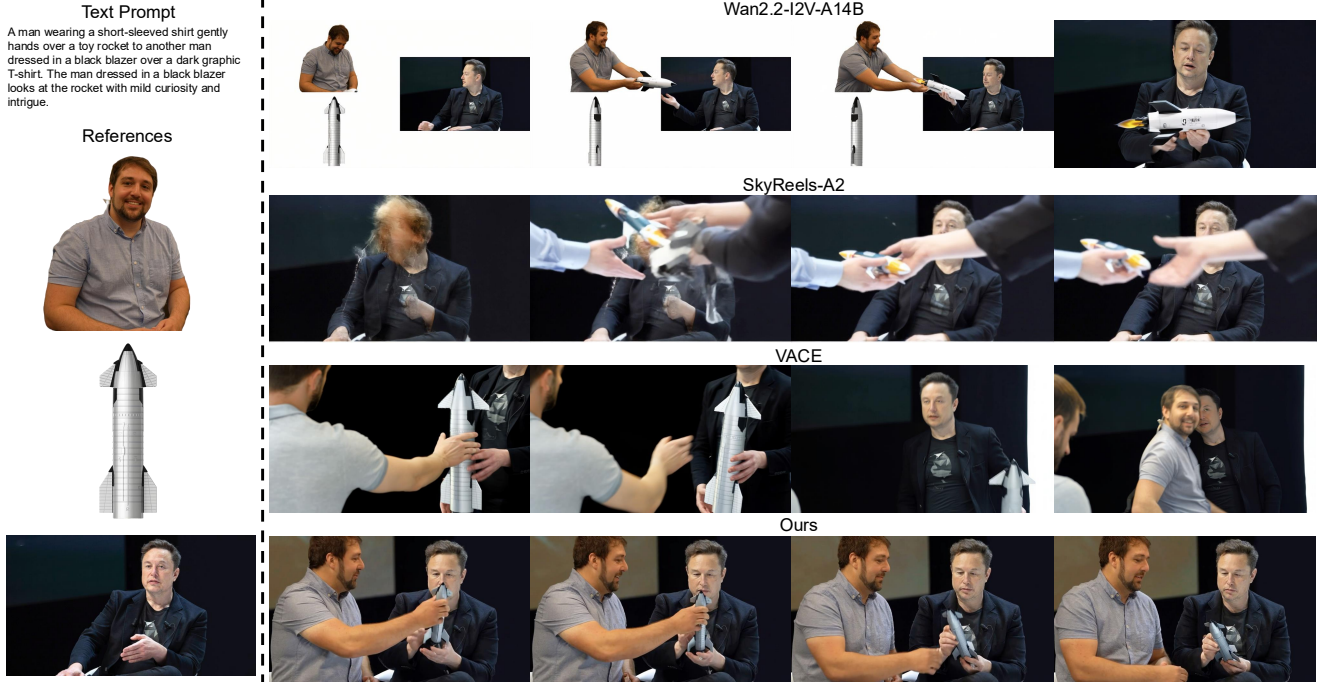 Text Prompt
A man wearing a short-sleeved shirt gently
hands over a toy rocket to another man
dressed in a black blazer over a dark graphic
T-shirt. The man dressed in a black blazer
looks at the rocket with mild curiosity and
intrigue.
References
Wan2.2-I2V-A14B
SkyReels-A2
VACE
Ours